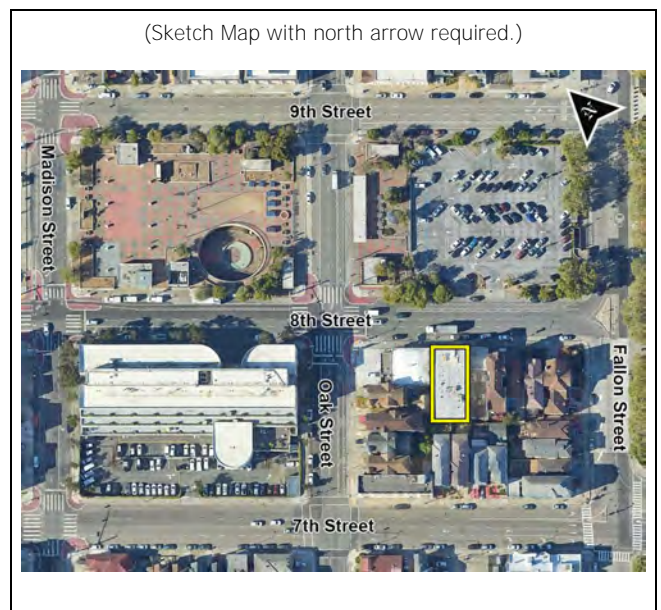 (Sketch Map with north arrow required.)
9th Street
Madison Street
8th Street
Oak Street
Fallon Street
7th Street